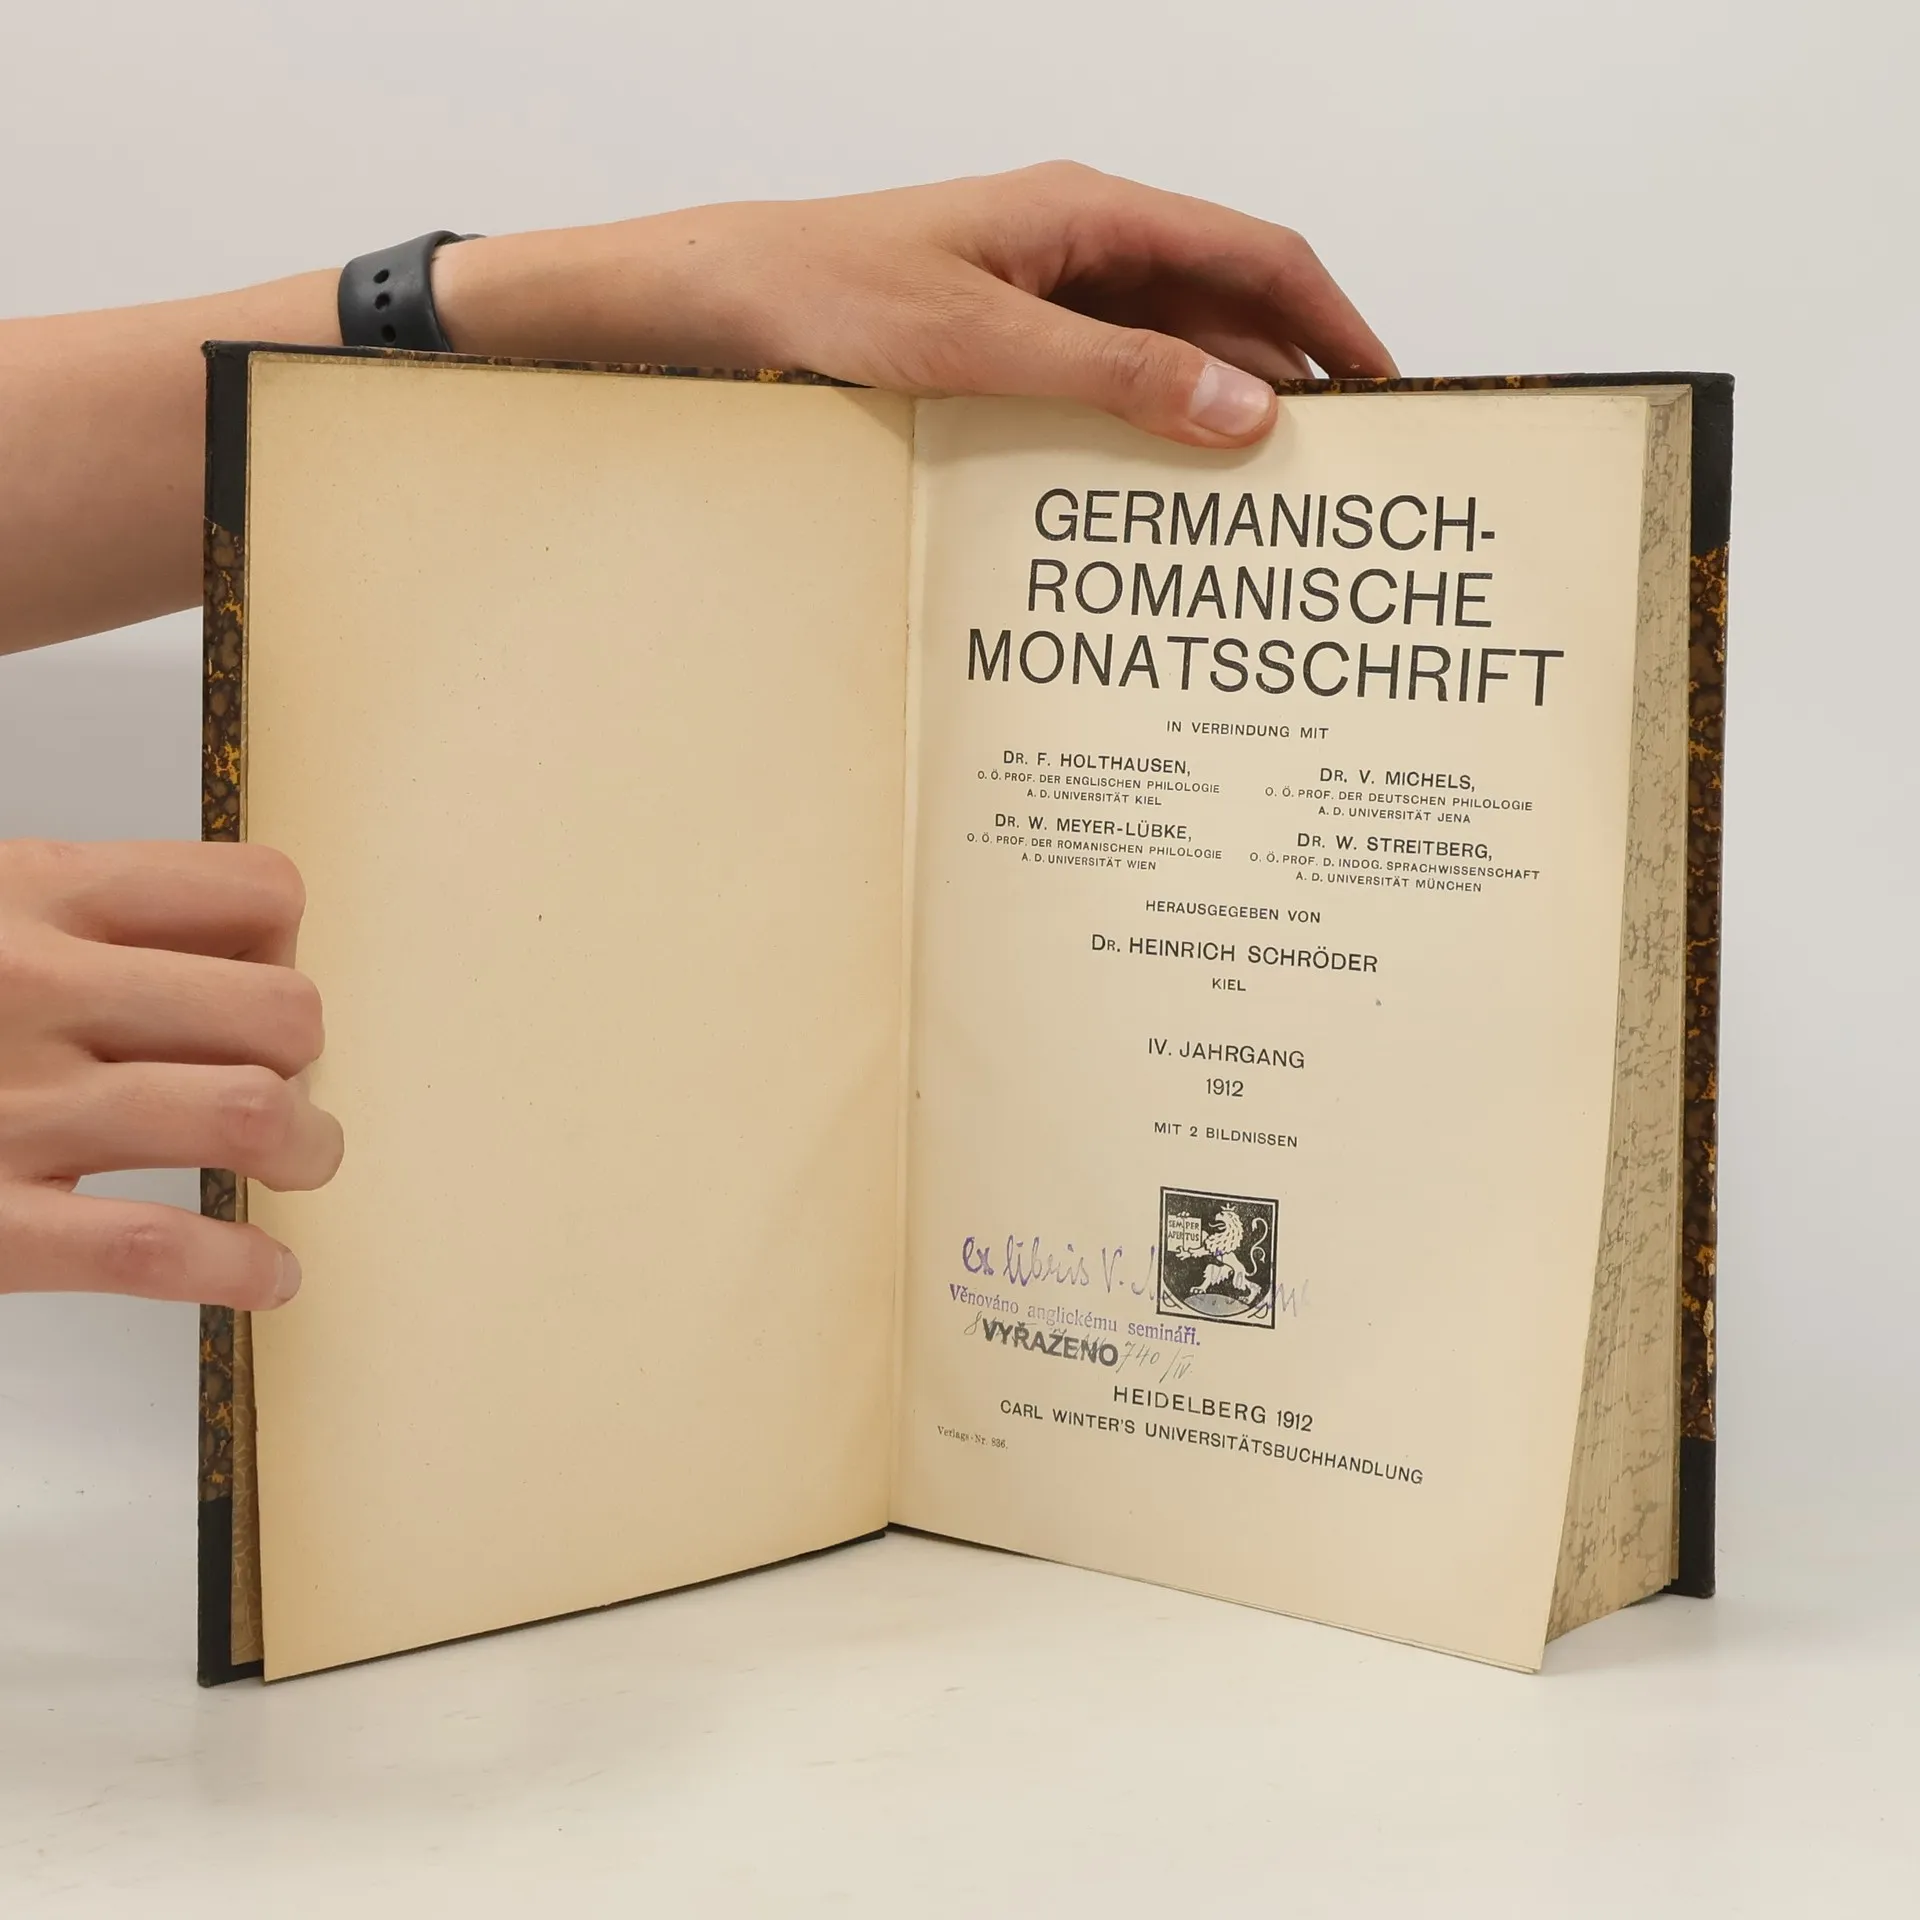 GERMANISCH-
ROMANISCHE
MONATSSCHRIFT
IN VERBINDUNG MIT
DR. F. HOLTHAUSEN,
O. Ö. PROF. DER ENGLISCHEN PHILOLOGIE
A. D. UNIVERSITÄT KIEL
DR. V. MICHELS,
O. Ö. PROF. DER DEUTSCHEN PHILOLOGIE
A. D. UNIVERSITÄT JENA
DR. W. MEYER-LÜBKE,
O. Ö. PROF. DER ROMANISCHEN PHILOLOGIE
A. D. UNIVERSITÄT WIEN
DR. W. STREITBERG,
O. Ö. PROF. D. INDOG. SPRACHWISSENSCHAFT
A. D. UNIVERSITÄT MÜNCHEN
HERAUSGEGEBEN VON
DR. HEINRICH SCHRÖDER
KIEL
IV. JAHRGANG
1912
MIT 2 BILDNISSEN
SEMPER
APERTUS
ex libris V.
Věnováno anglickému semináři.
VYŘAZENO
740/IV.
HEIDELBERG 1912
CARL WINTER'S UNIVERSITÄTSBUCHHANDLUNG
Verlags-Nr. 836.